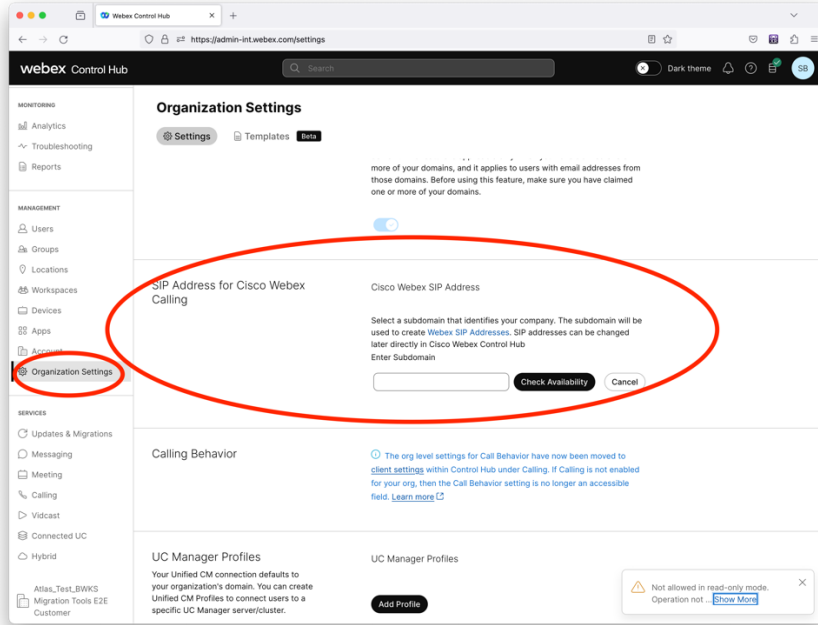 Webex Control Hub
https://admin-int.webex.com/settings
webex Control Hub
Search
Dark theme
SB
MONITORING
Analytics
Troubleshooting
Reports
MANAGEMENT
Users
Groups
Locations
Workspaces
Devices
Apps
Account
Organization Settings
SERVICES
Updates & Migrations
Messaging
Meeting
Calling
Vidcast
Connected UC
Hybrid
Atlas_Test_BWKS
Migration Tools E2E
Customer
Organization Settings
Settings
Templates
Beta
more of your domains, and it applies to users with email addresses from
those domains. Before using this feature, make sure you have claimed
one or more of your domains.
SIP Address for Cisco Webex
Calling
Cisco Webex SIP Address
Select a subdomain that identifies your company. The subdomain will be
used to create Webex SIP Addresses. SIP addresses can be changed
later directly in Cisco Webex Control Hub
Enter Subdomain
Check Availability
Cancel
Calling Behavior
The org level settings for Call Behavior have now been moved to
client settings within Control Hub under Calling. If Calling is not enabled
for your org, then the Call Behavior setting is no longer an accessible
field. Learn more
UC Manager Profiles
Your Unified CM connection defaults to
your organization's domain. You can create
Unified CM Profiles to connect users to a
specific UC Manager server/cluster.
UC Manager Profiles
Add Profile
Not allowed in read-only mode.
Operation not ... Show More